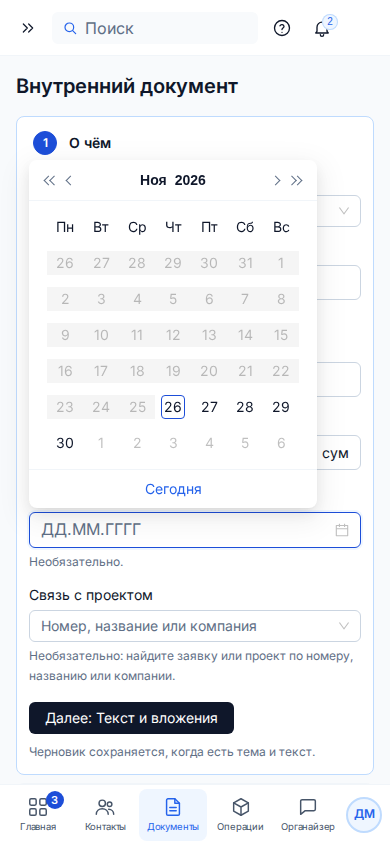 Поиск
2
Внутренний документ
1 О чём
Ноя 2026
Пн Вт Ср Чт Пт Сб Вс
26 27 28 29 30 31 1
2 3 4 5 6 7 8
9 10 11 12 13 14 15
16 17 18 19 20 21 22
23 24 25 26 27 28 29
30 1 2 3 4 5 6
сум
Сегодня
ДД.ММ.ГГГГ
Необязательно.
Связь с проектом
Номер, название или компания
Необязательно: найдите заявку или проект по номеру,
названию или компании.
Далее: Текст и вложения
Черновик сохраняется, когда есть тема и текст.
3
Главная Контакты Документы Операции Органайзер ДМ